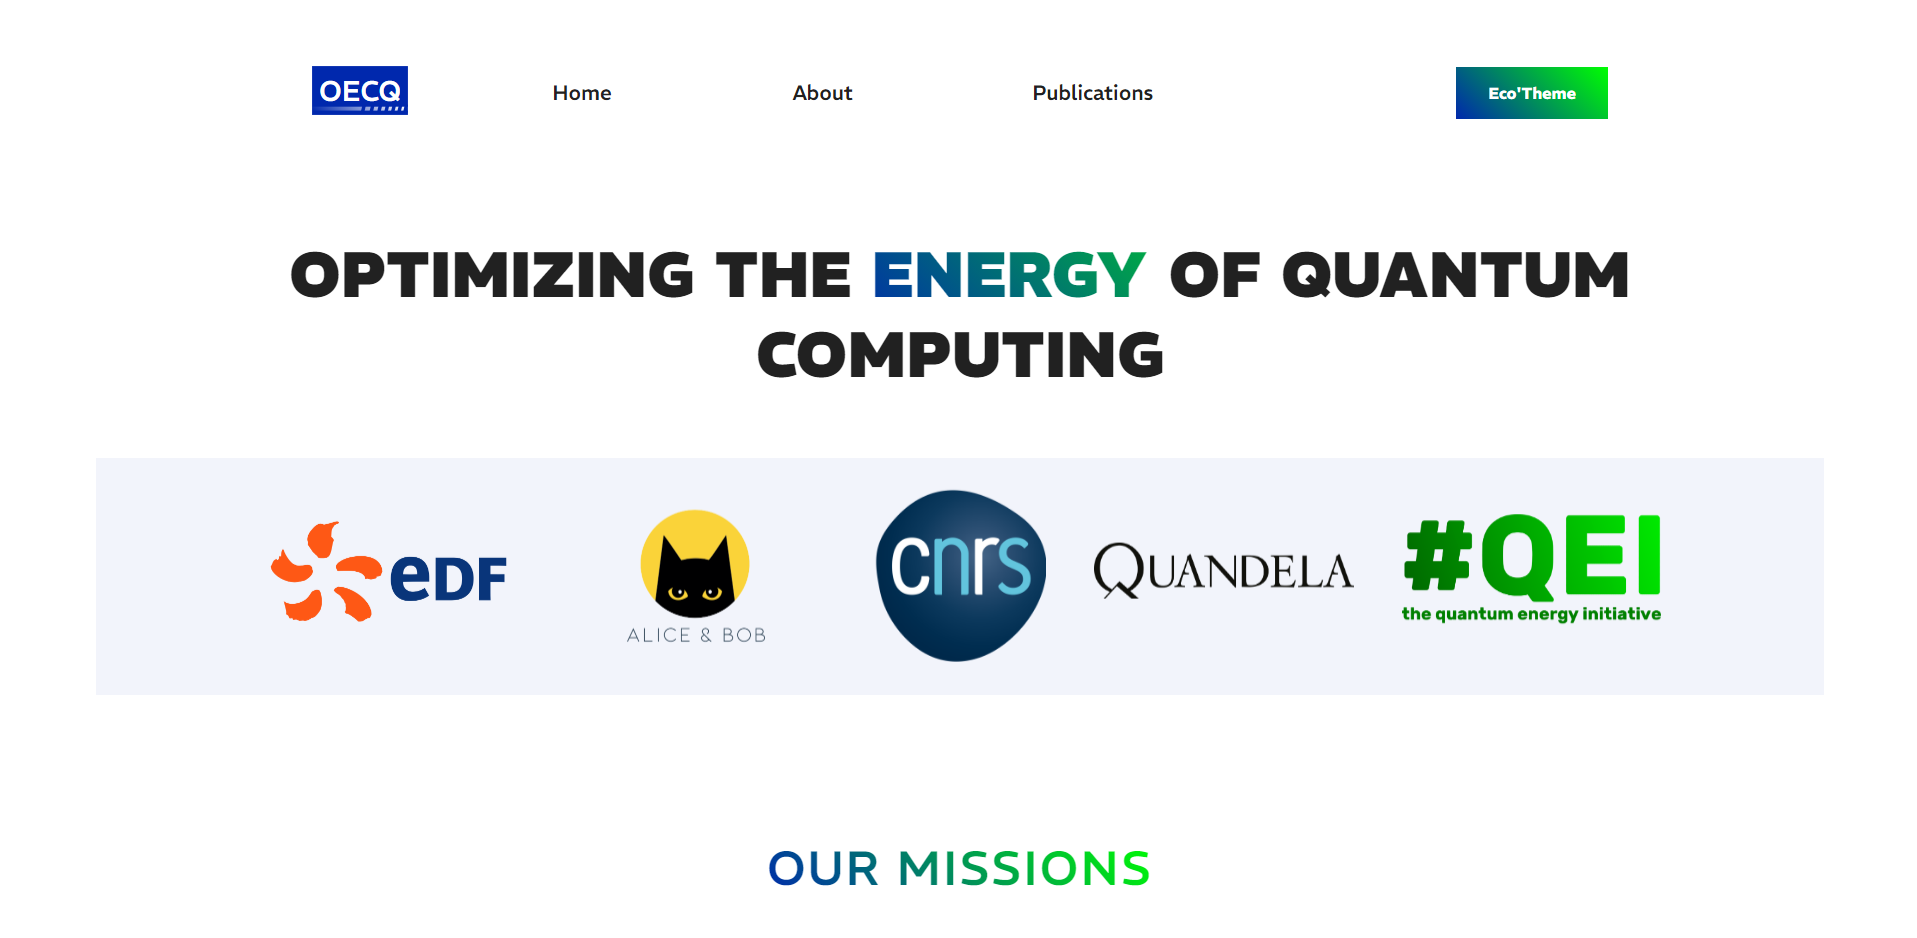 OECQ
Home
About
Publications
Eco'Theme
OPTIMIZING THE ENERGY OF QUANTUM
COMPUTING
eDF
ALICE & BOB
cnrs
QUANDELA
#QEI
the quantum energy initiative
OUR MISSIONS